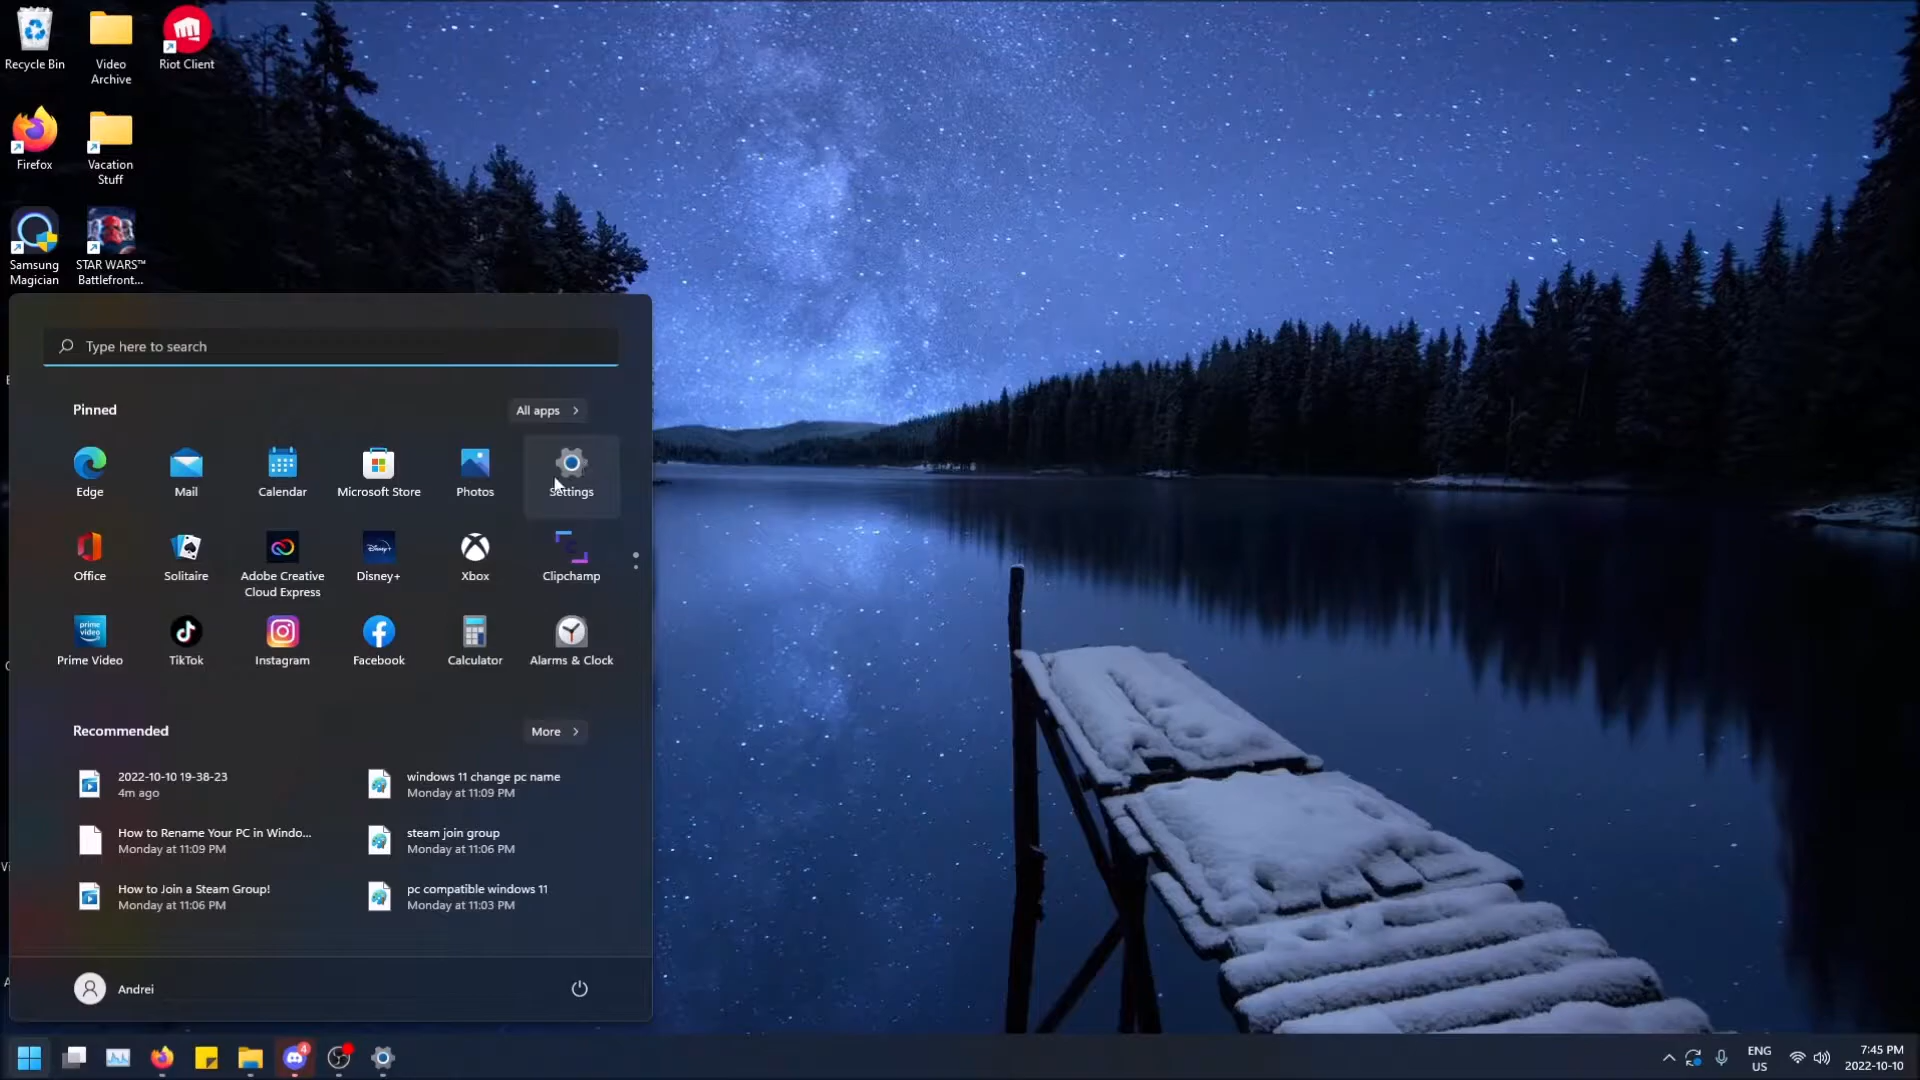 Recycle Bin
Video
Archive
Riot Client
Firefox
Vacation
Stuff
Samsung
Magician
STAR WARS™
Battlefront...
Type here to search
Pinned
All apps
Edge
Mail
Calendar
Microsoft Store
Photos
Settings
Office
Solitaire
Adobe Creative
Cloud Express
Disney+
Xbox
Clipchamp
prime
video
Prime Video
TikTok
Instagram
Facebook
Calculator
Alarms & Clock
Recommended
More
2022-10-10 19-38-23
4m ago
windows 11 change pc name
Monday at 11:09 PM
How to Rename Your PC in Windo...
Monday at 11:09 PM
steam join group
Monday at 11:06 PM
How to Join a Steam Group!
Monday at 11:06 PM
pc compatible windows 11
Monday at 11:03 PM
Andrei
4
ENG
US
7:45 PM
2022-10-10